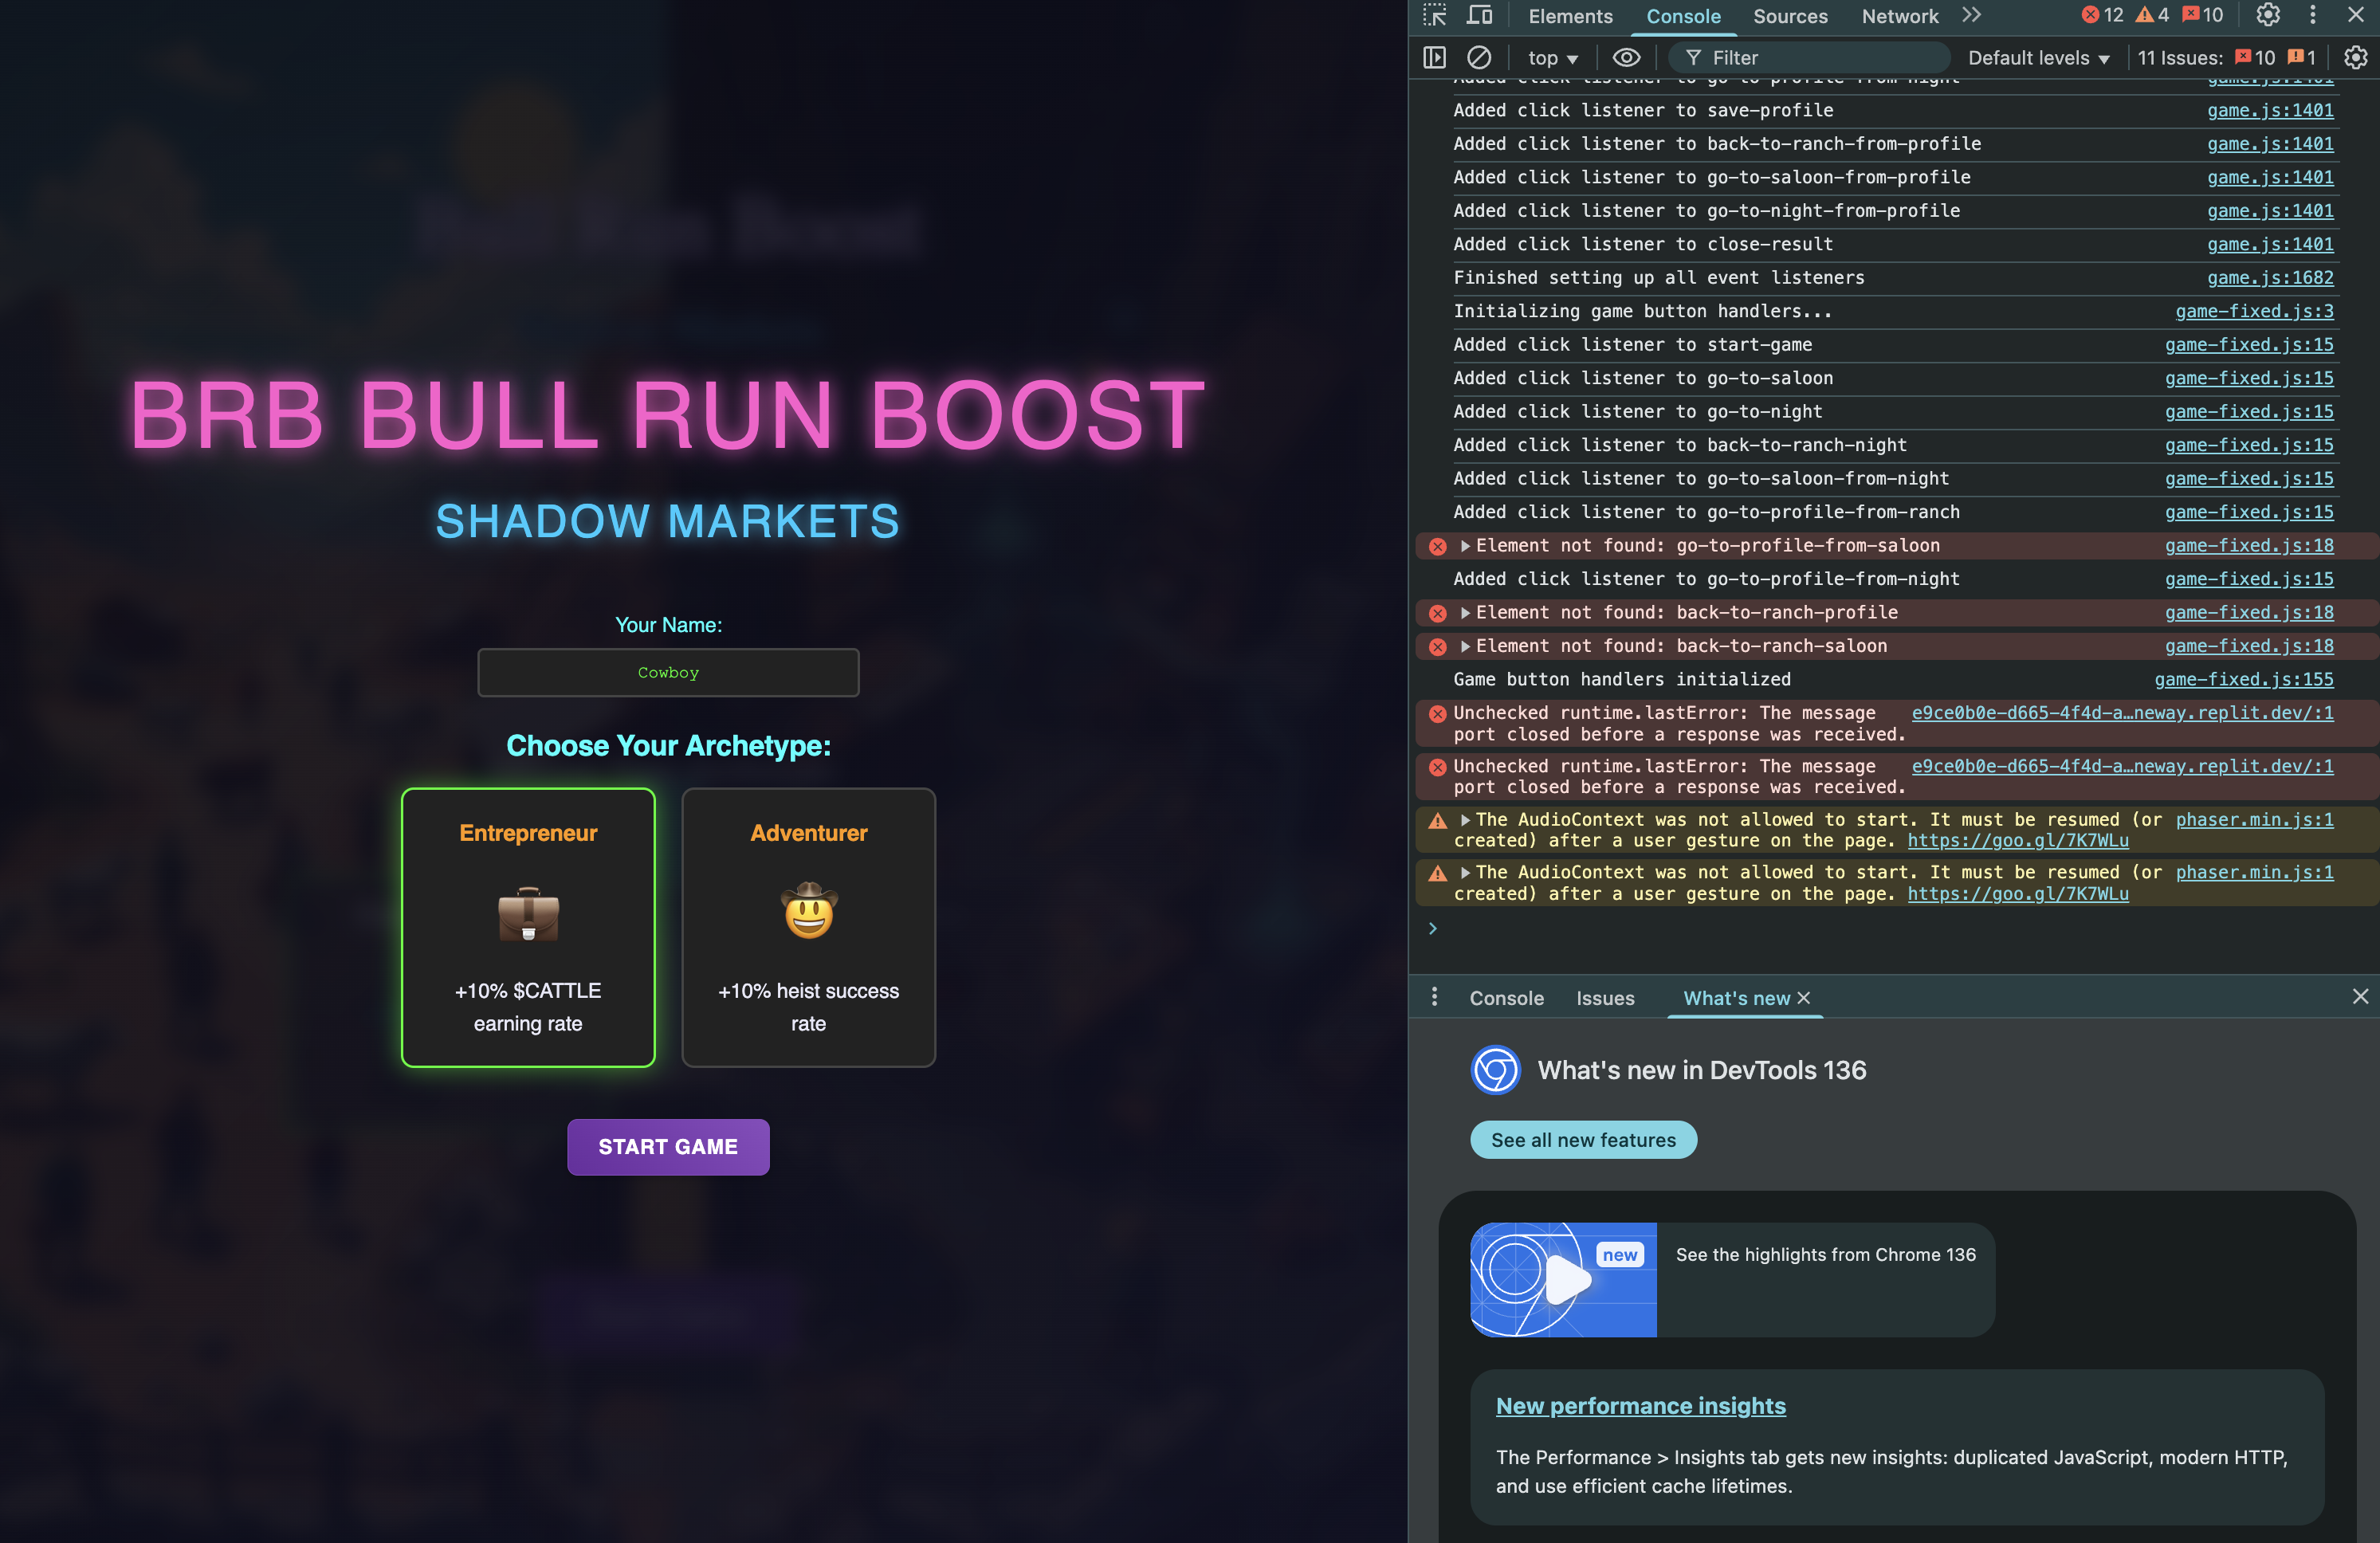 Bull Run Boost
BRB BULL RUN BOOST
SHADOW MARKETS
Your Name:
Cowboy
Choose Your Archetype:
Entrepreneur
+10% $CATTLE
earning rate
Adventurer
+10% heist success
rate
START GAME
Elements Console Sources Network 12 4 10
top Filter Default levels 11 Issues: 10 1
Added click listener to go-to-profile-from-night game.js:1401
Added click listener to save-profile game.js:1401
Added click listener to back-to-ranch-from-profile game.js:1401
Added click listener to go-to-saloon-from-profile game.js:1401
Added click listener to go-to-night-from-profile game.js:1401
Added click listener to close-result game.js:1401
Finished setting up all event listeners game.js:1682
Initializing game button handlers... game-fixed.js:3
Added click listener to start-game game-fixed.js:15
Added click listener to go-to-saloon game-fixed.js:15
Added click listener to go-to-night game-fixed.js:15
Added click listener to back-to-ranch-night game-fixed.js:15
Added click listener to go-to-saloon-from-night game-fixed.js:15
Added click listener to go-to-profile-from-ranch game-fixed.js:15
Element not found: go-to-profile-from-saloon game-fixed.js:18
Added click listener to go-to-profile-from-night game-fixed.js:15
Element not found: back-to-ranch-profile game-fixed.js:18
Element not found: back-to-ranch-saloon game-fixed.js:18
Game button handlers initialized game-fixed.js:155
Unchecked runtime.lastError: The message e9ce0b0e-d665-4f4d-a…neway.replit.dev/:1
port closed before a response was received.
Unchecked runtime.lastError: The message e9ce0b0e-d665-4f4d-a…neway.replit.dev/:1
port closed before a response was received.
The AudioContext was not allowed to start. It must be resumed (or phaser.min.js:1
created) after a user gesture on the page. https://goo.gl/7K7WLu
The AudioContext was not allowed to start. It must be resumed (or phaser.min.js:1
created) after a user gesture on the page. https://goo.gl/7K7WLu
Console Issues What's new
What's new in DevTools 136
See all new features
new
See the highlights from Chrome 136
New performance insights
The Performance > Insights tab gets new insights: duplicated JavaScript, modern HTTP,
and use efficient cache lifetimes.